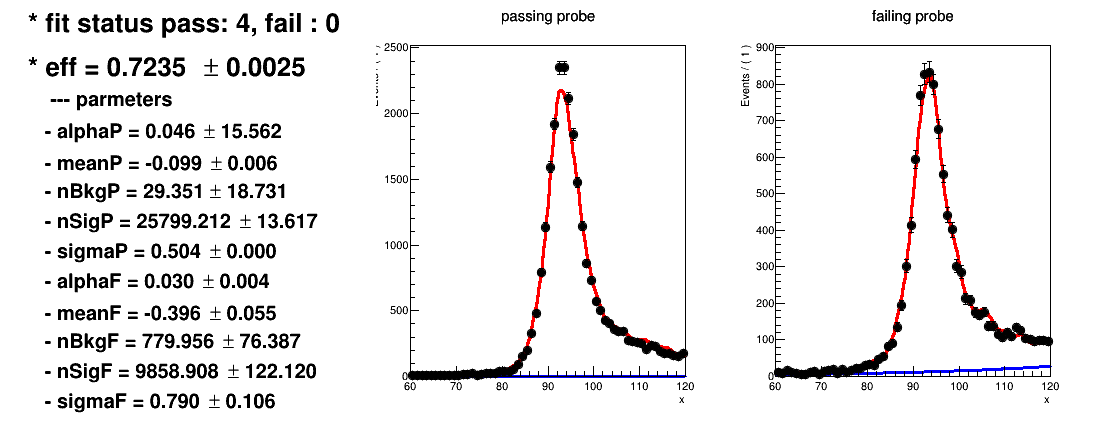 * fit status pass: 4, fail : 0
* eff = 0.7235 ± 0.0025
--- parmeters
- alphaP = 0.046 ± 15.562
- meanP = -0.099 ± 0.006
- nBkgP = 29.351 ± 18.731
- nSigP = 25799.212 ± 13.617
- sigmaP = 0.504 ± 0.000
- alphaF = 0.030 ± 0.004
- meanF = -0.396 ± 0.055
- nBkgF = 779.956 ± 76.387
- nSigF = 9858.908 ± 122.120
- sigmaF = 0.790 ± 0.106
passing probe
2500
2000
1500
1000
500
0
60 70 80 90 100 110 120
x
failing probe
Events / ( 1 )
900
800
700
600
500
400
300
200
100
0
60 70 80 90 100 110 120
x